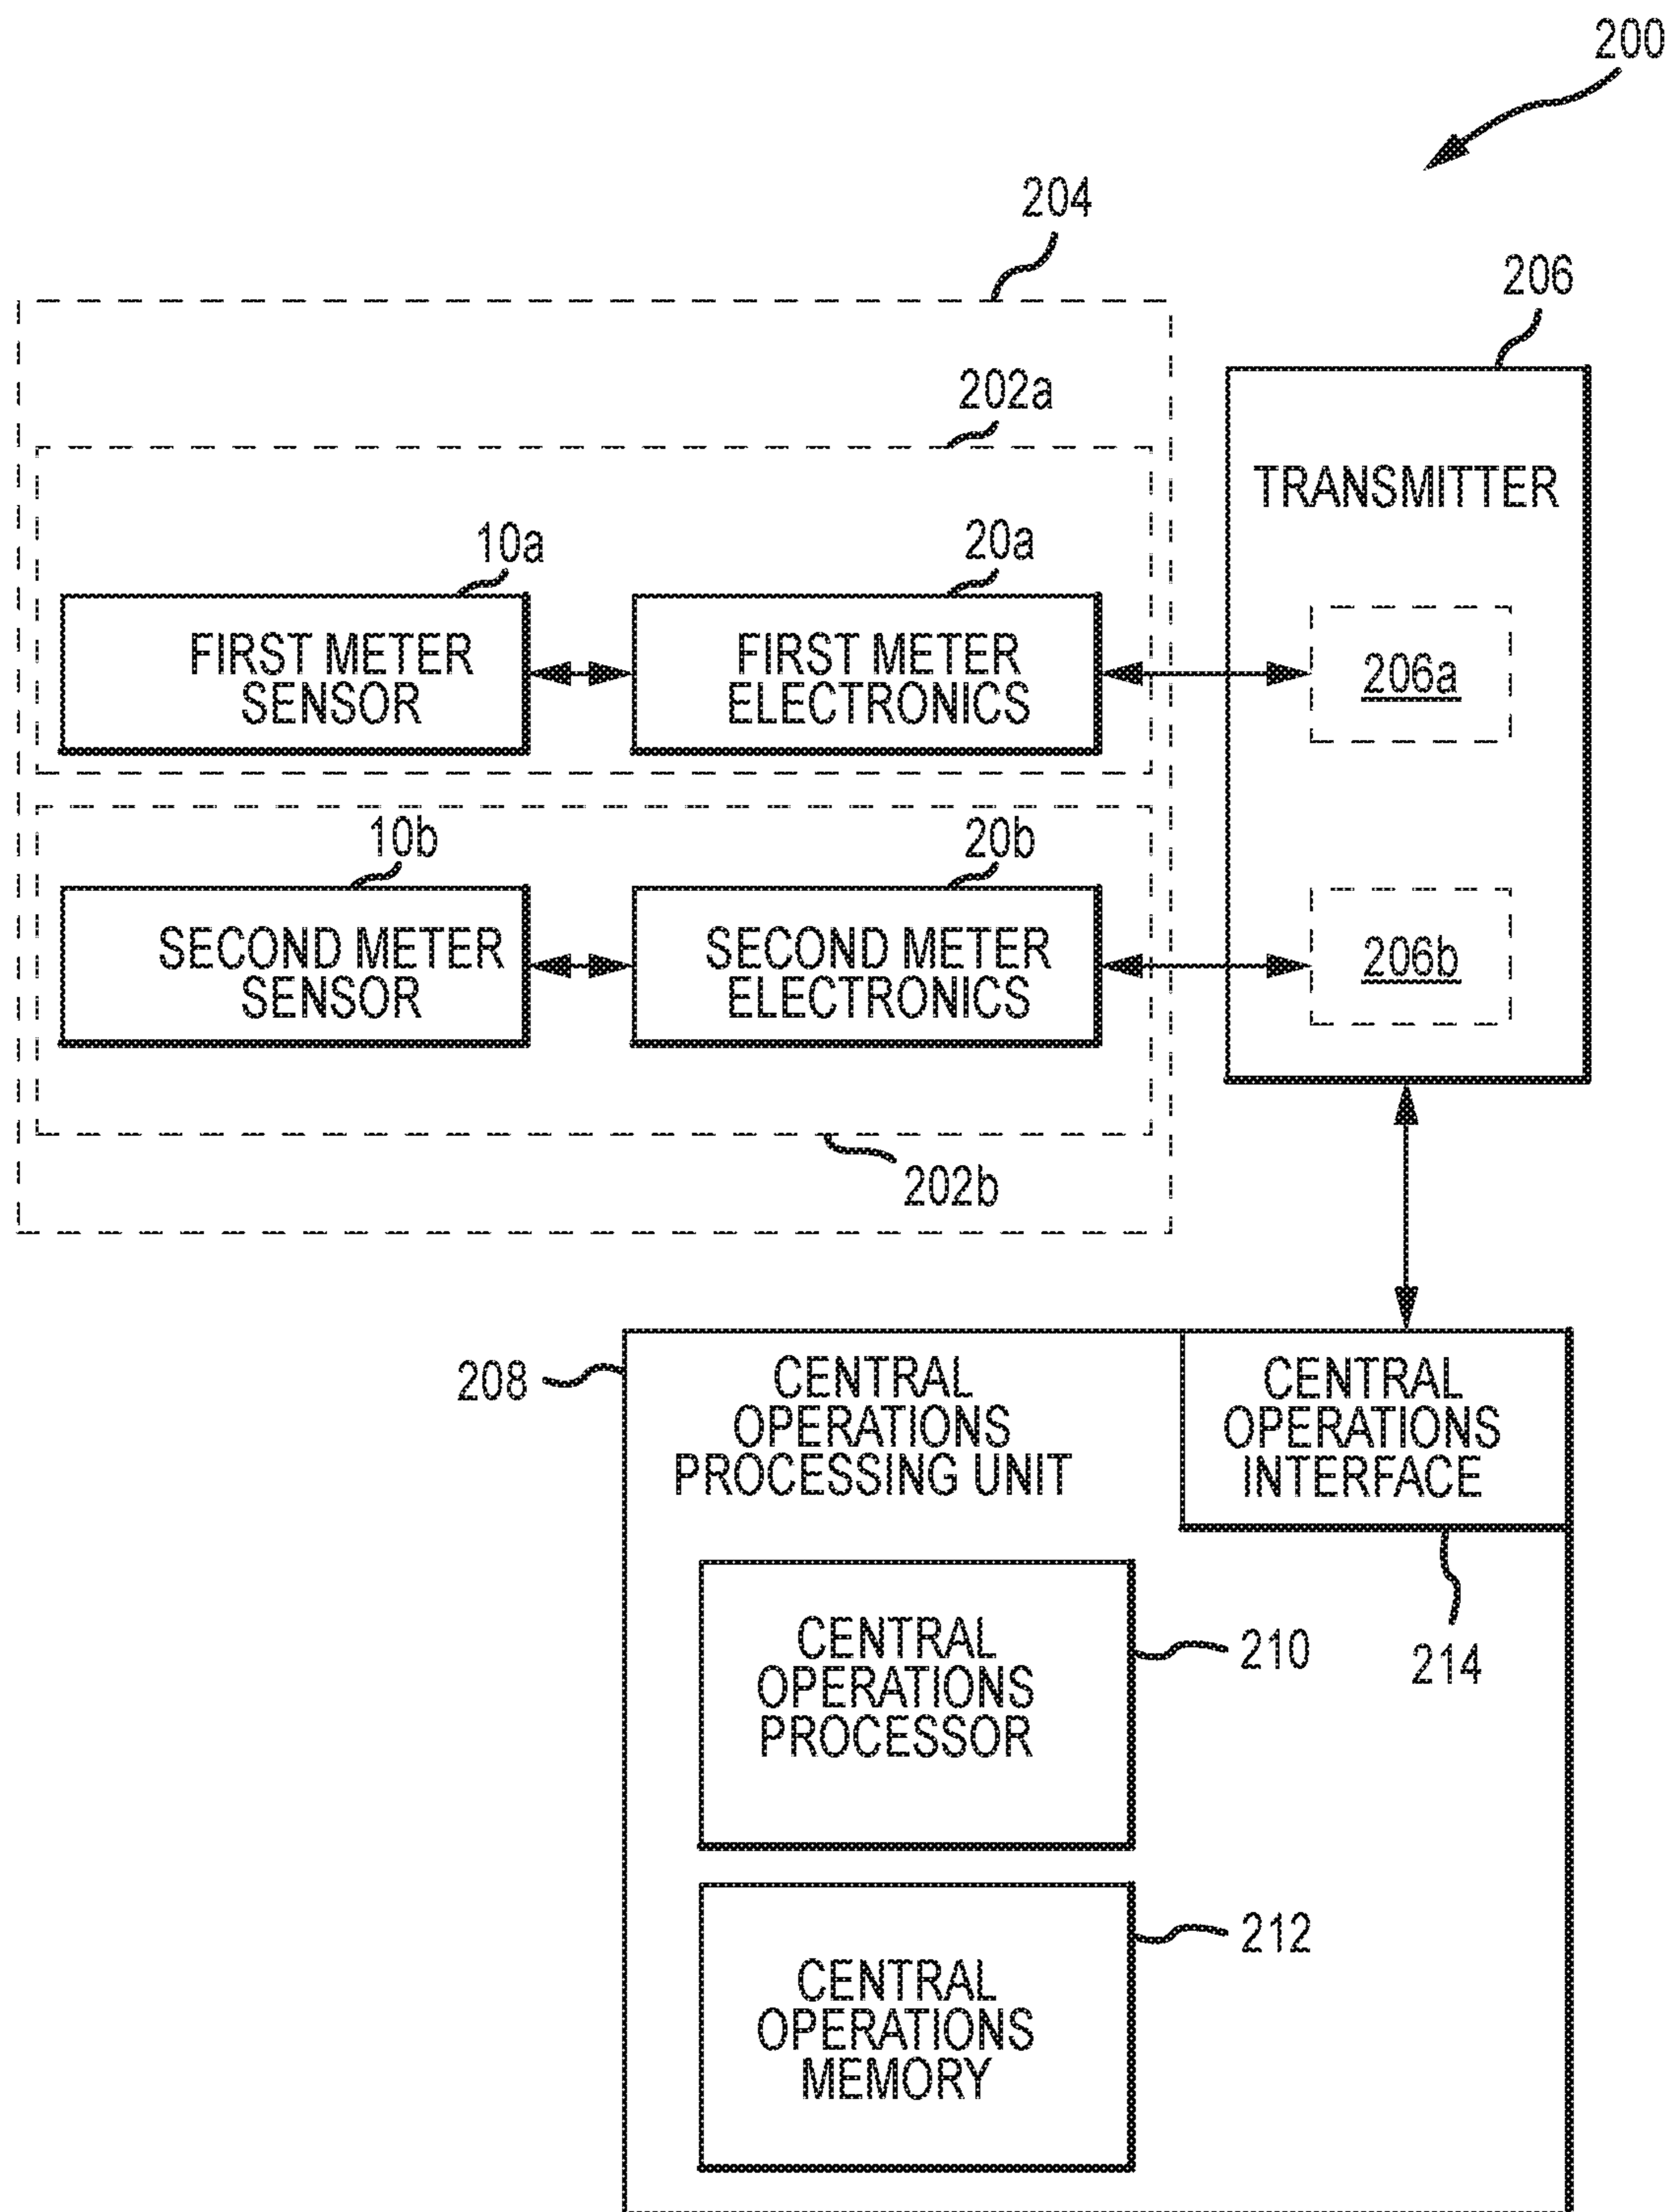 200
204
206
202a
TRANSMITTER
10a
20a
FIRST METER
SENSOR
FIRST METER
ELECTRONICS
206a
10b
20b
SECOND METER
SENSOR
SECOND METER
ELECTRONICS
206b
202b
208
CENTRAL
OPERATIONS
PROCESSING UNIT
CENTRAL
OPERATIONS
INTERFACE
214
CENTRAL
OPERATIONS
PROCESSOR
210
CENTRAL
OPERATIONS
MEMORY
212